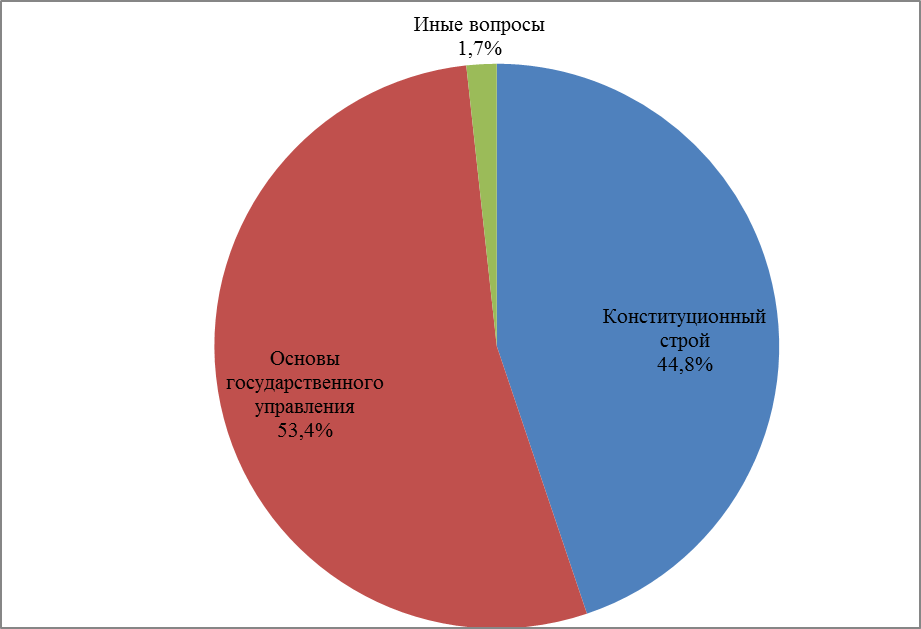 Иные вопросы
1,7%
Конституционный
строй
44,8%
Основы
государственного
управления
53,4%